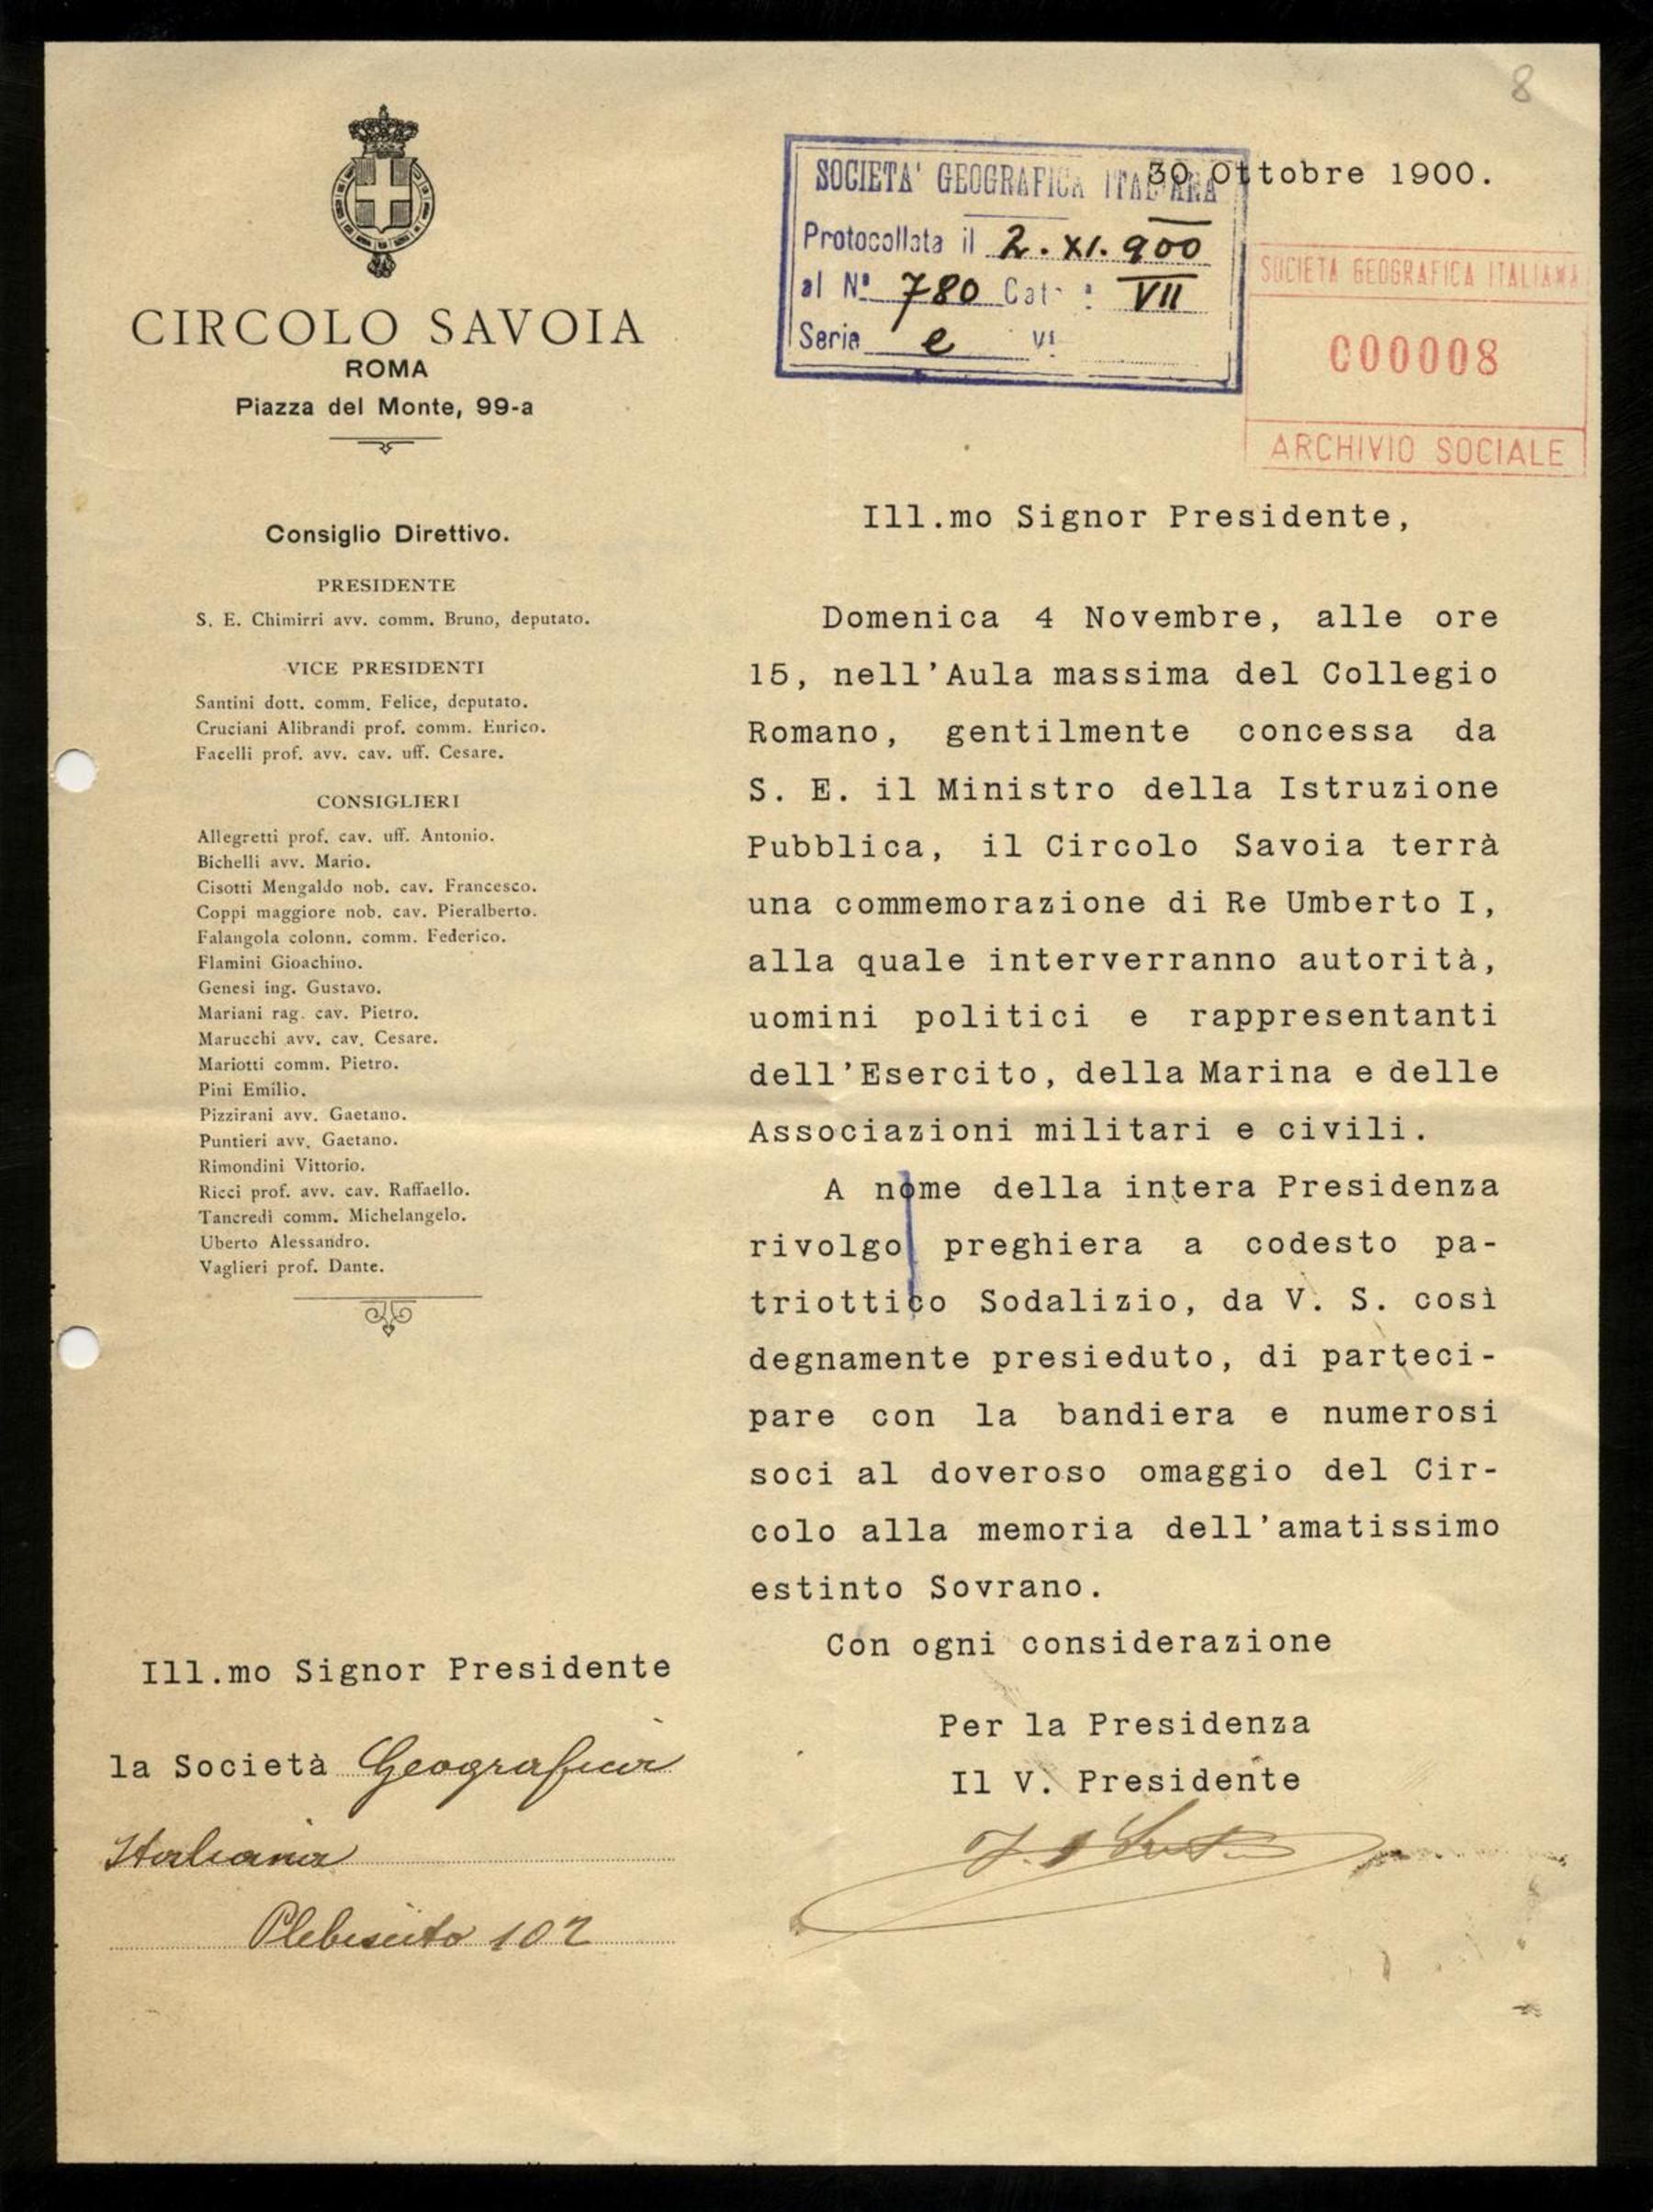 8
CIRCOLO SAVOIA
ROMA
Piazza del Monte, 99-a
Consiglio Direttivo.
PRESIDENTE
S. E. Chimirri avv. comm. Bruno, deputato.
VICE PRESIDENTI
Santini dott. comm. Felice, deputato.
Cruciani Alibrandi prof. comm. Enrico.
Facelli prof. avv. cav. uff. Cesare.
CONSIGLIERI
Allegretti prof. cav. uff. Antonio.
Bichelli avv. Mario.
Cisotti Mengaldo nob. cav. Francesco.
Coppi maggiore nob. cav. Pieralberto.
Falangola colonn. comm. Federico.
Flamini Gioachino.
Genesi ing. Gustavo.
Mariani rag. cav. Pietro.
Marucchi avv. cav. Cesare.
Mariotti comm. Pietro.
Pini Emilio.
Pizzirani avv. Gaetano.
Puntieri avv. Gaetano.
Rimondini Vittorio.
Ricci prof. avv. cav. Raffaello.
Tancredi comm. Michelangelo.
Uberto Alessandro.
Vaglieri prof. Dante.
Ill.mo Signor Presidente
la Società Geografica
Italiana
Plebiscito 102
30 Ottobre 1900.
SOCIETA' GEOGRAFICA ITALIANA
Protocollata il 2. XI. 900
al Nº 780 Cat. VII
Serie e
SOCIETÀ GEOGRAFICA ITALIANA
C00008
ARCHIVIO SOCIALE
Ill.mo Signor Presidente,
Domenica 4 Novembre, alle ore
15, nell'Aula massima del Collegio
Romano, gentilmente concessa da
S. E. il Ministro della Istruzione
Pubblica, il Circolo Savoia terrà
una commemorazione di Re Umberto I,
alla quale interverranno autorità,
uomini politici e rappresentanti
dell'Esercito, della Marina e delle
Associazioni militari e civili.
A nome della intera Presidenza
rivolgo preghiera a codesto pa-
triottico Sodalizio, da V. S. così
degnamente presieduto, di parteci-
pare con la bandiera e numerosi
soci al doveroso omaggio del Cir-
colo alla memoria dell'amatissimo
estinto Sovrano.
Con ogni considerazione
Per la Presidenza
Il V. Presidente